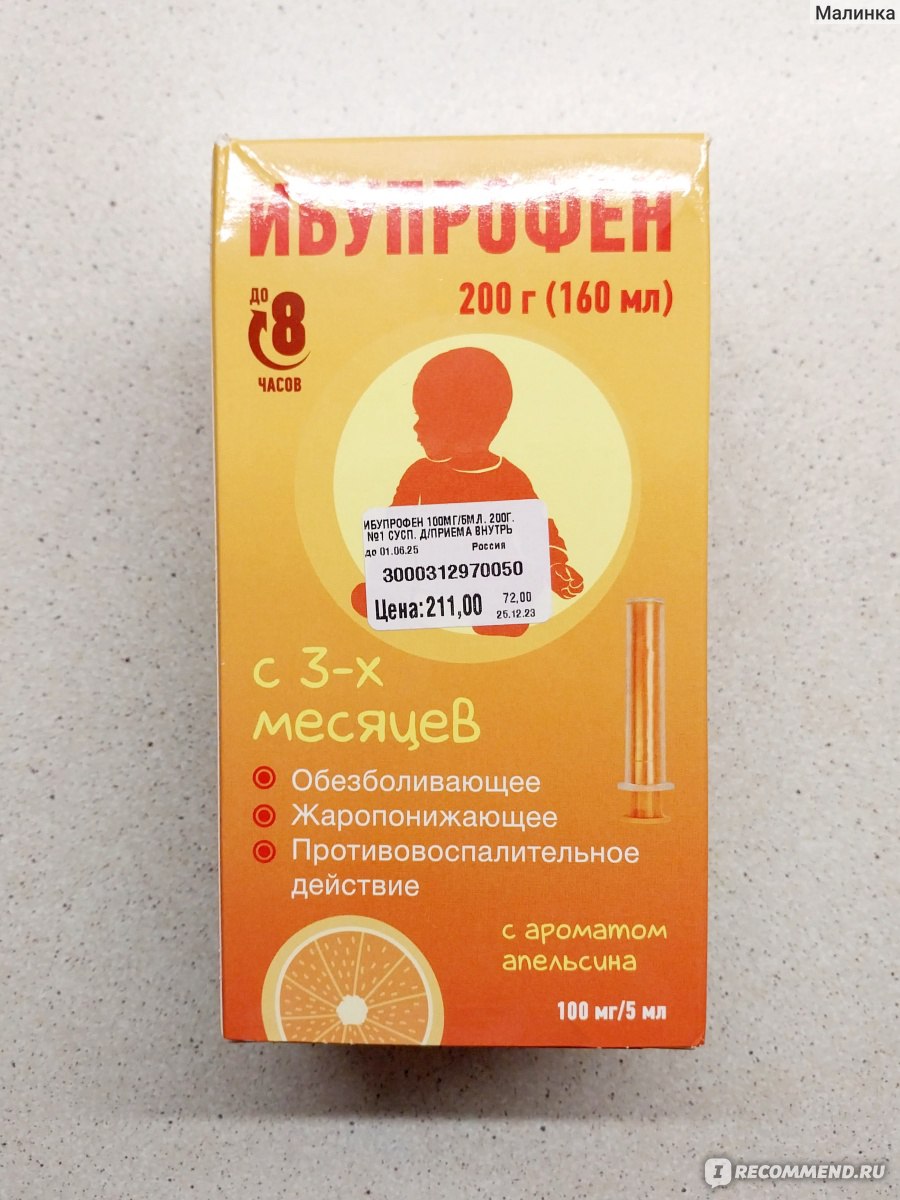 Малинка
ИБУПРОФЕН
200 г (160 мл)
ДО
8
ЧАСОВ
ИБУПРОФЕН 100МГ/5МЛ. 200Г.
№1 СУСП. Д/ПРИЕМА ВНУТРЬ
до 01.06.25 Россия
3000312970050
Цена:211,00 72,00
25.12.23
с 3-х
месяцев
Обезболивающее
Жаропонижающее
Противовоспалительное
действие
с ароматом
апельсина
100 мг/5 мл
IRECOMMEND.RU